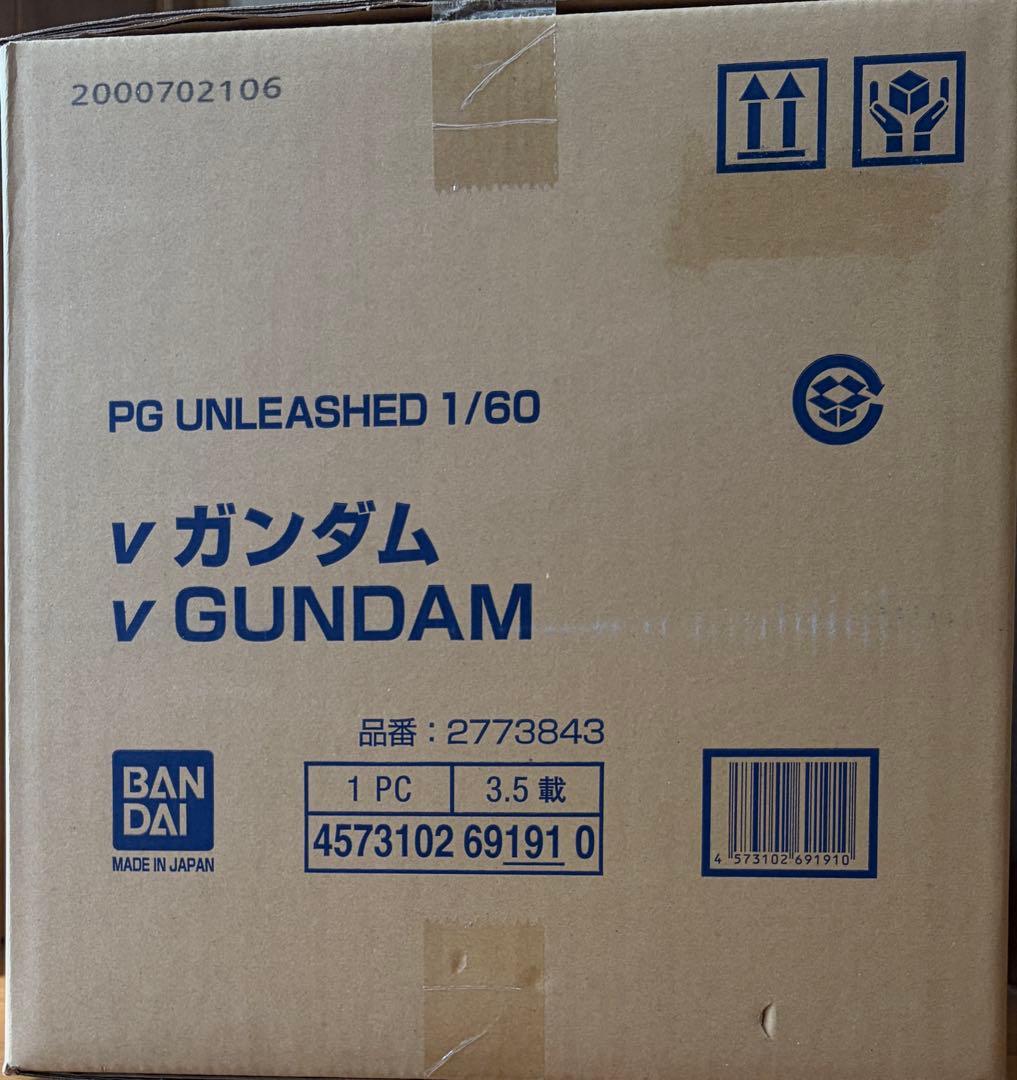 2000702106
PG UNLEASHED 1/60
ν ガンダム
ν GUNDAM
品番：2773843
1 PC
3.5 載
4573102 69191 0
BAN
DAI
MADE IN JAPAN
4 573102 691910